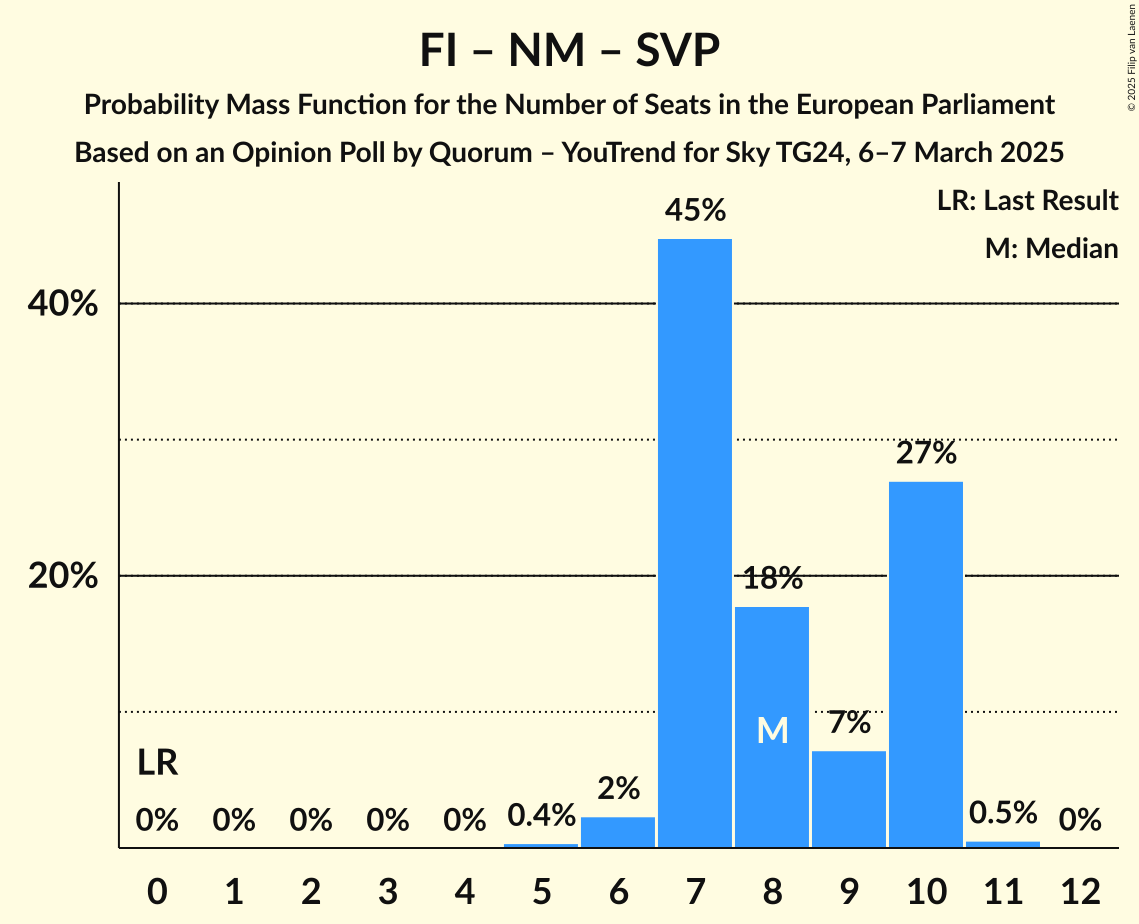 FI – NM – SVP
Probability Mass Function for the Number of Seats in the European Parliament
Based on an Opinion Poll by Quorum – YouTrend for Sky TG24, 6–7 March 2025
© 2025 Filip van Laenen
LR: Last Result
M: Median
45%
40%
27%
20%
18%
7%
M
LR
2%
0% 0% 0% 0% 0% 0.4% 0.5% 0%
0 1 2 3 4 5 6 7 8 9 10 11 12